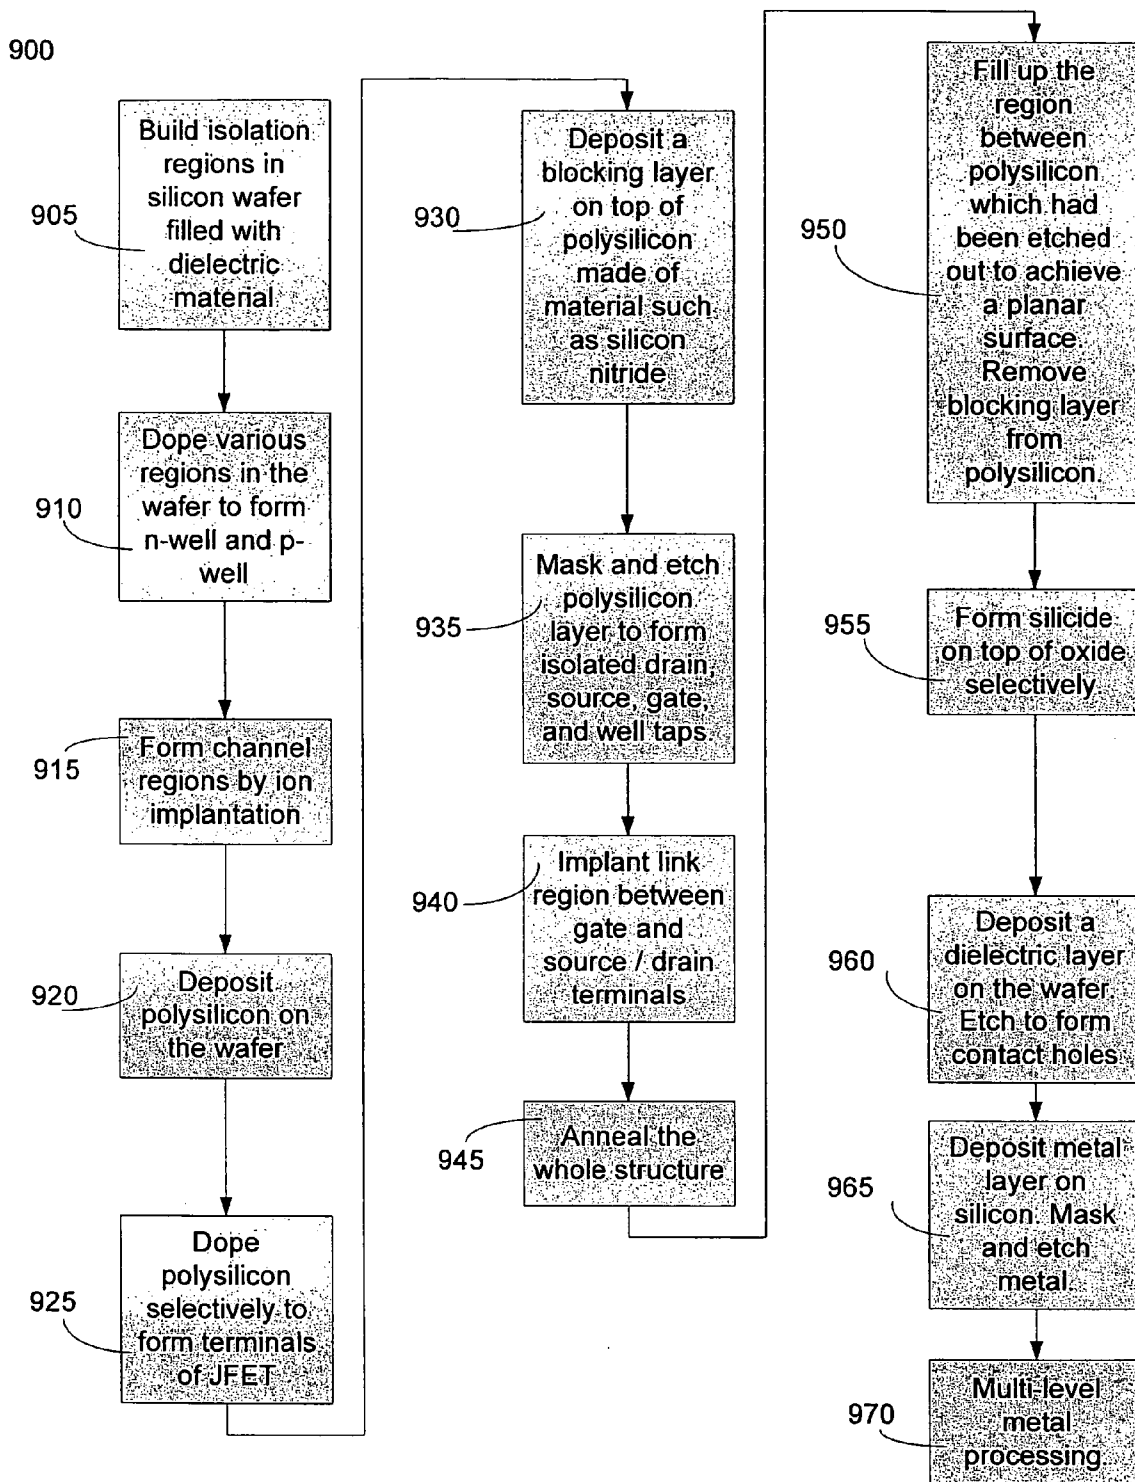 900
905
Build isolation
regions in
silicon wafer
filled with
dielectric
material
910
Dope various
regions in the
wafer to form
n-well and p-
well
915
Form channel
regions by ion
implantation
920
Deposit
polysilicon on
the wafer
925
Dope
polysilicon
selectively to
form terminals
of JFET
930
Deposit a
blocking layer
on top of
polysilicon
made of
material such
as silicon
nitride
935
Mask and etch
polysilicon
layer to form
isolated drain,
source, gate,
and well taps.
940
Implant link
region between
gate and
source / drain
terminals
945
Anneal the
whole structure
950
Fill up the
region
between
polysilicon
which had
been etched
out to achieve
a planar
surface.
Remove
blocking layer
from
polysilicon.
955
Form silicide
on top of oxide
selectively
960
Deposit a
dielectric layer
on the wafer.
Etch to form
contact holes
965
Deposit metal
layer on
silicon. Mask
and etch
metal.
970
Multi-level
metal
processing.